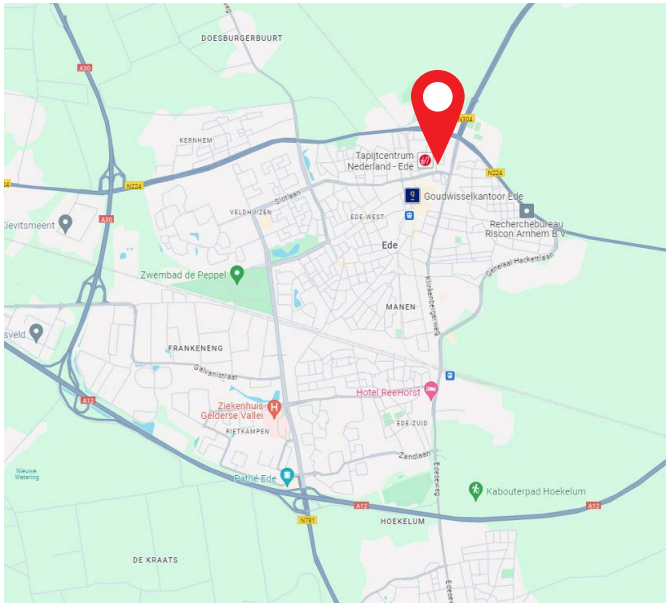 DOESBURGERBUURT
A30
N304
KERNHEM
Tapijtcentrum
Nederland - Ede
N224
N224
Slotlaan
VELDHUIZEN
Goudwisselkantoor Ede
EDE-WEST
A30
Kievitsmeent
Recherchebureau
Riscon Arnhem B.V.
Ede
Generaal Hackettlaan
Zwembad de Peppel
Klinkenbergerweg
MANEN
sveld
FRANKENENG
Galvanistraat
Hotel ReeHorst
A12
Ziekenhuis
Gelderse Vallei
H
RIETKAMPEN
EDE-ZUID
Zandlaan
Nieuwe
Wetering
Pathé Ede
Edeseweg
Kabouterpad Hoekelum
A12
A12
N781
HOEKELUM
DE KRAATS
Edesew